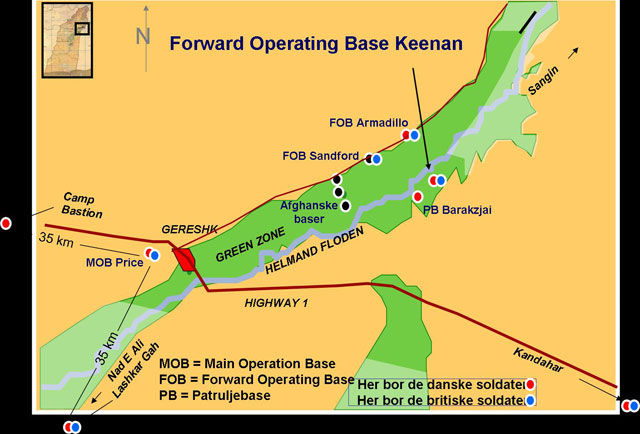 N
Forward Operating Base Keenan
Sangin
FOB Armadillo
FOB Sandford
Camp
Bastion
Afghanske
baser
PB Barakzjai
GERESHK
35 km
GREEN ZONE
HELMAND FLODEN
MOB Price
HIGHWAY 1
35 km
Nad E Ali
Lashkar Gah
Kandahar
MOB = Main Operation Base
FOB = Forward Operating Base
PB = Patruljebase
Her bor de danske soldater
Her bor de britiske soldater